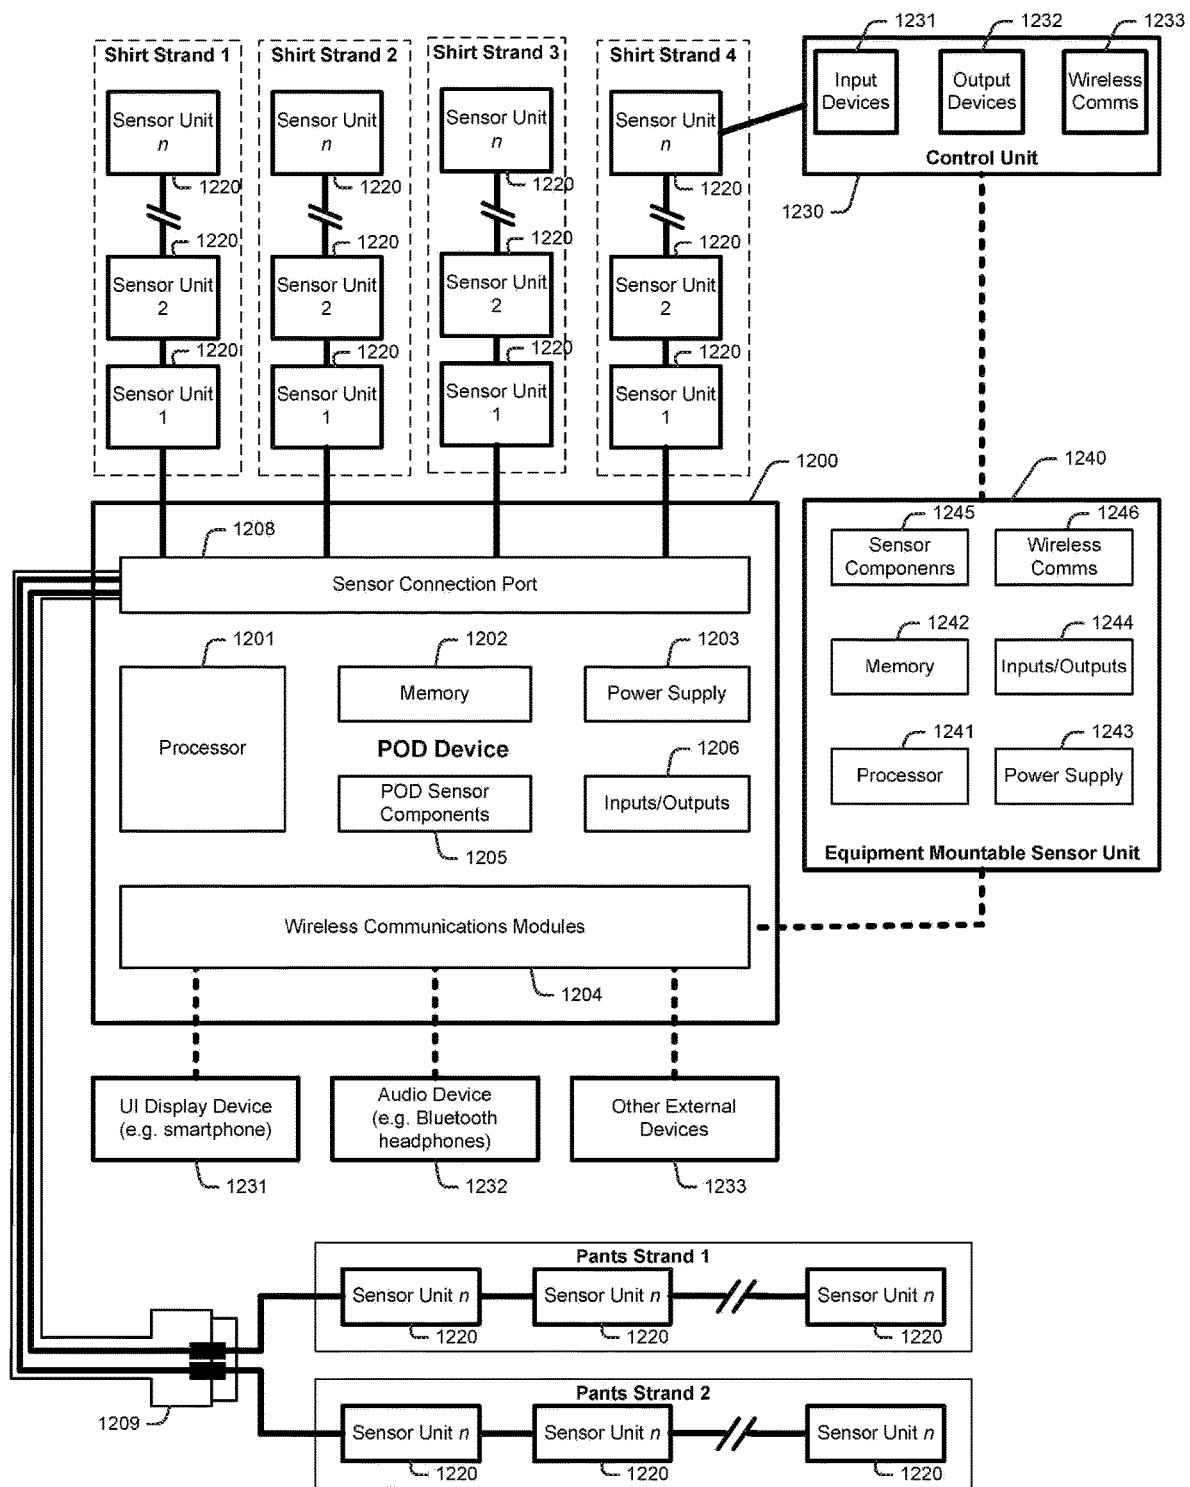 1231
1232
1233
Shirt Strand 1
Shirt Strand 2
Shirt Strand 3
Shirt Strand 4
Input
Devices
Output
Devices
Wireless
Comms
Control Unit
1230
Sensor Unit
n
1220
Sensor Unit
n
1220
Sensor Unit
n
1220
Sensor Unit
n
1220
1220
Sensor Unit
2
1220
Sensor Unit
2
1220
Sensor Unit
2
1220
Sensor Unit
2
1220
Sensor Unit
1
1220
Sensor Unit
1
1220
Sensor Unit
1
1220
Sensor Unit
1
1200
1240
1208
Sensor Connection Port
1245
Sensor
Componenrs
1246
Wireless
Comms
1201
Processor
1202
Memory
1203
Power Supply
1242
Memory
1244
Inputs/Outputs
POD Device
POD Sensor
Components
1205
1206
Inputs/Outputs
1241
Processor
1243
Power Supply
Equipment Mountable Sensor Unit
Wireless Communications Modules
1204
UI Display Device
(e.g. smartphone)
1231
Audio Device
(e.g. Bluetooth
headphones)
1232
Other External
Devices
1233
Pants Strand 1
Sensor Unit n
Sensor Unit n
Sensor Unit n
1220
1220
1220
1209
Pants Strand 2
Sensor Unit n
Sensor Unit n
Sensor Unit n
1220
1220
1220